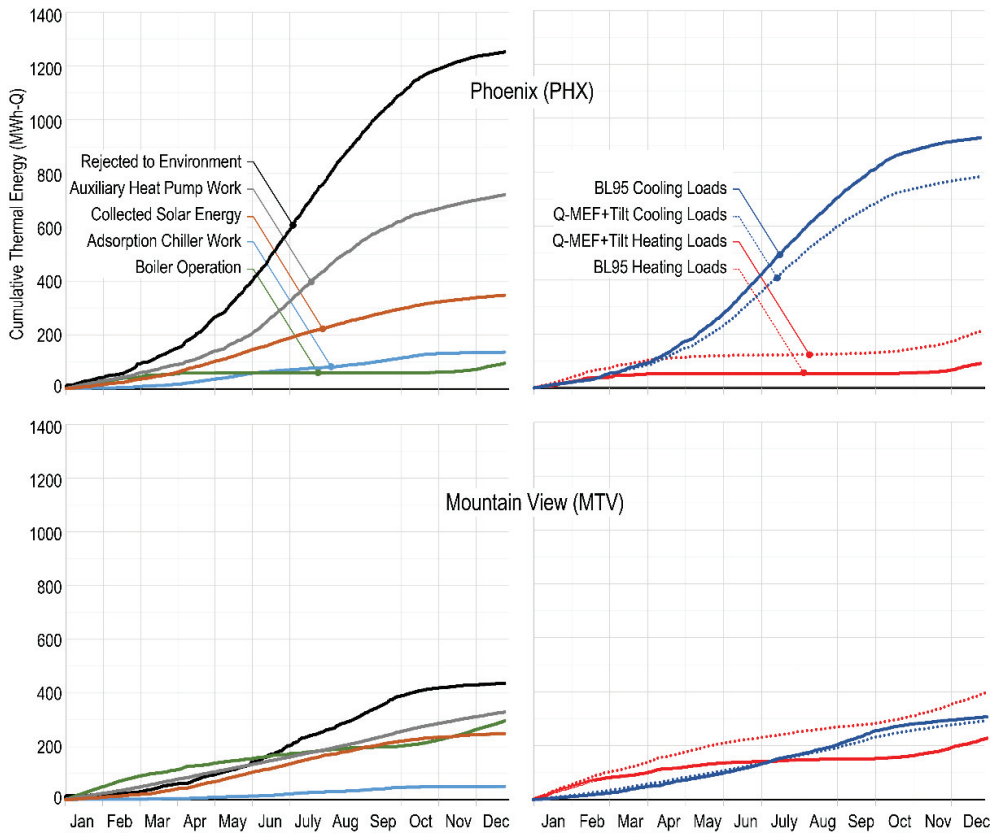 1400
1200
1000
800
600
400
200
0
Cumulative Thermal Energy (MWh-Q)
Phoenix (PHX)
Rejected to Environment
Auxiliary Heat Pump Work
Collected Solar Energy
Adsorption Chiller Work
Boiler Operation
BL95 Cooling Loads
Q-MEF+Tilt Cooling Loads
Q-MEF+Tilt Heating Loads
BL95 Heating Loads
1400
1200
1000
800
600
400
200
0
Mountain View (MTV)
Jan Feb Mar Apr May Jun July Aug Sep Oct Nov Dec
Jan Feb Mar Apr May Jun July Aug Sep Oct Nov Dec